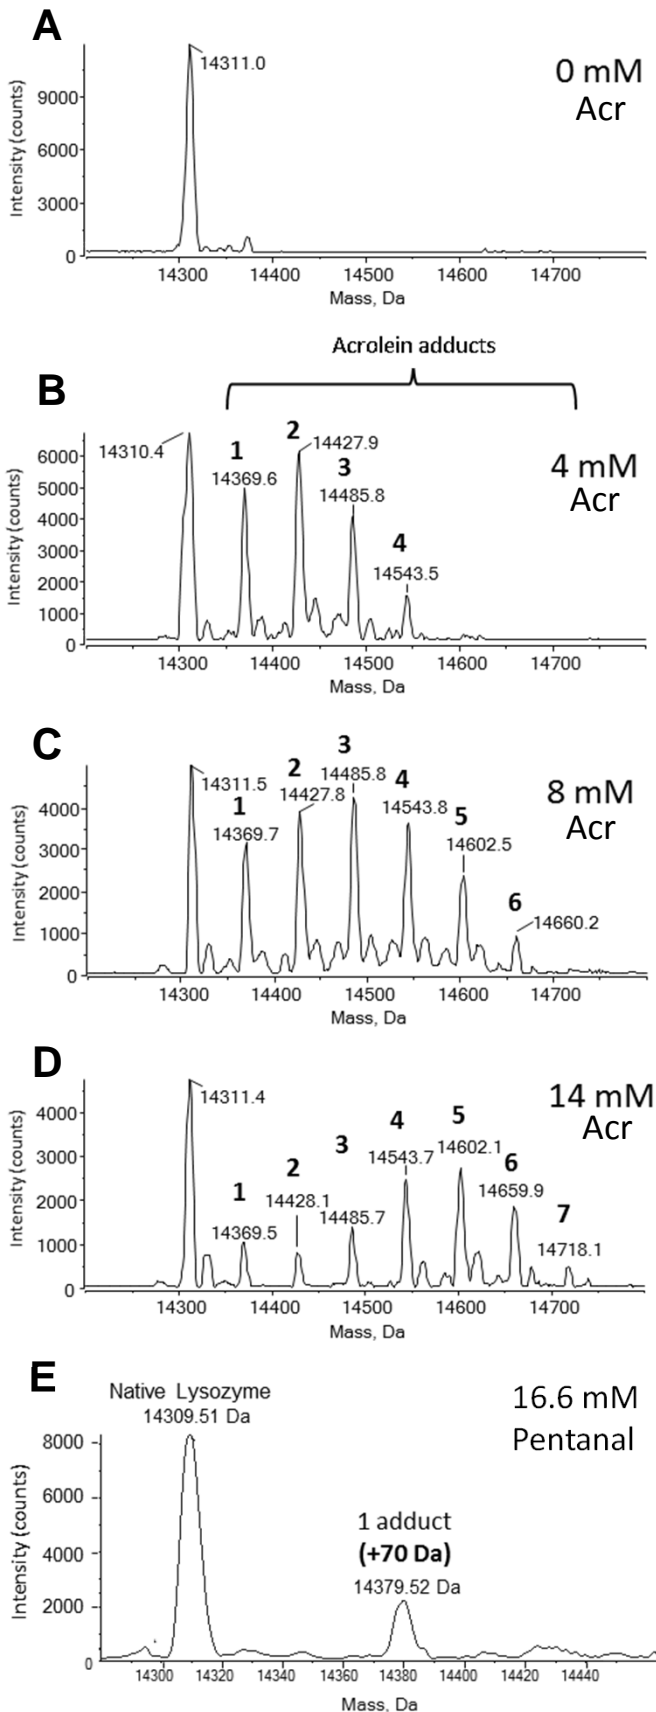 A
14311.0
0 mM
Acr
9000
6000
3000
0
Intensity (counts)
14300 14400 14500 14600 14700
Mass, Da
Acrolein adducts
B
14310.4
1
14369.6
2
14427.9
3
14485.8
4
14543.5
4 mM
Acr
6000
5000
4000
3000
2000
1000
0
Intensity (counts)
14300 14400 14500 14600 14700
Mass, Da
C
14311.5
1
14369.7
2
14427.8
3
14485.8
4
14543.8
5
14602.5
6
14660.2
8 mM
Acr
4000
3000
2000
1000
0
Intensity (counts)
14300 14400 14500 14600 14700
Mass, Da
D
14311.4
1
14369.5
2
14428.1
3
14485.7
4
14543.7
5
14602.1
6
14659.9
7
14718.1
14 mM
Acr
4000
3000
2000
1000
0
Intensity (counts)
14300 14400 14500 14600 14700
Mass, Da
E
Native Lysozyme
14309.51 Da
16.6 mM
Pentanal
1 adduct
(+70 Da)
14379.52 Da
8000
6000
4000
2000
0
Intensity (counts)
14300 14320 14340 14360 14380 14400 14420 14440
Mass, Da